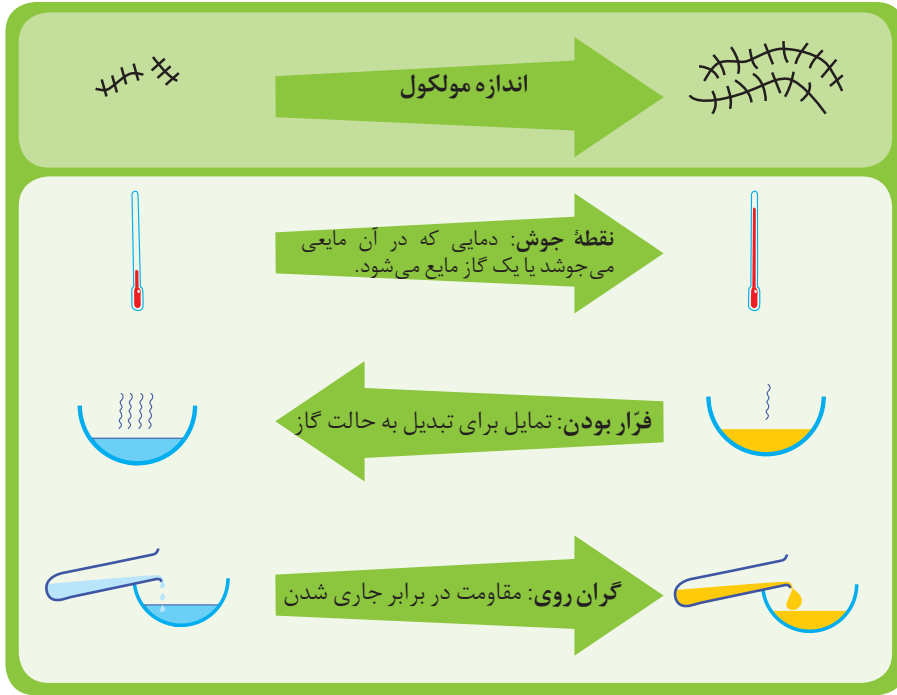 اندازه مولکول
نقطهٔ جوش: دمایی که در آن مایعی
می‌جوشد یا یک گاز مایع می‌شود.
فرّار بودن: تمایل برای تبدیل به حالت گاز
گران روی: مقاومت در برابر جاری شدن